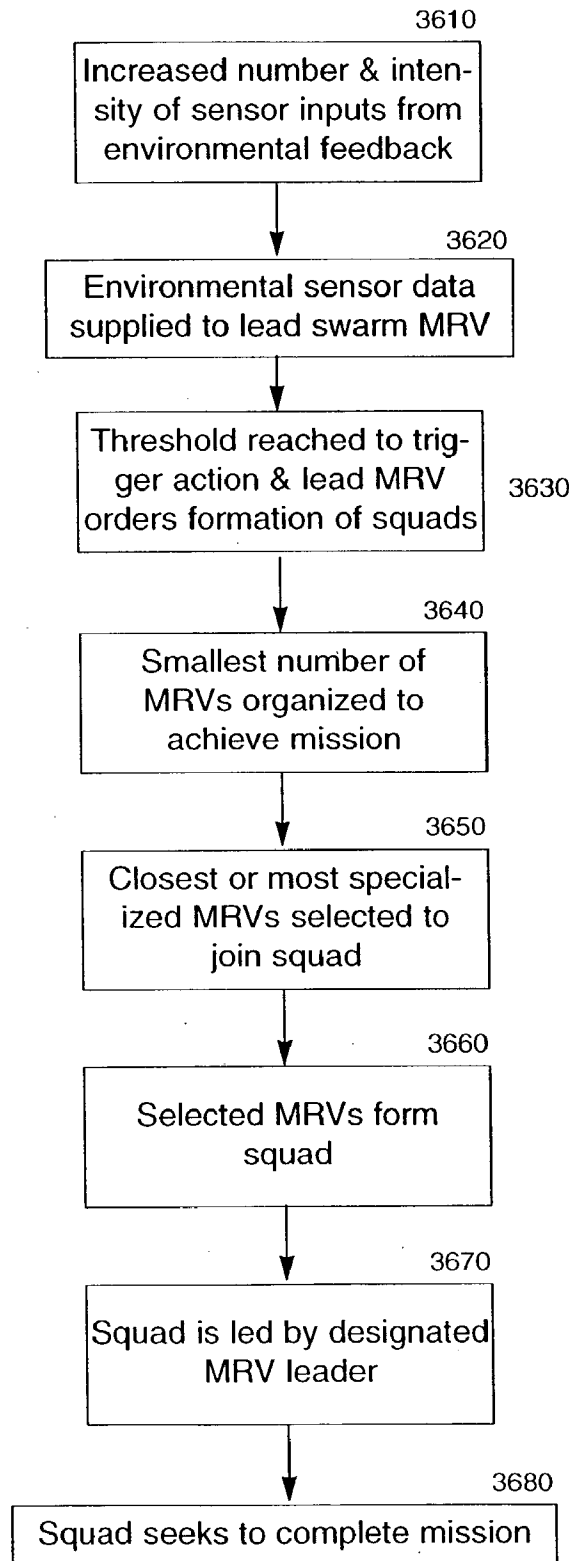 3610
Increased number & inten-
sity of sensor inputs from
environmental feedback
3620
Environmental sensor data
supplied to lead swarm MRV
Threshold reached to trig-
ger action & lead MRV
orders formation of squads
3630
3640
Smallest number of
MRVs organized to
achieve mission
3650
Closest or most special-
ized MRVs selected to
join squad
3660
Selected MRVs form
squad
3670
Squad is led by designated
MRV leader
3680
Squad seeks to complete mission